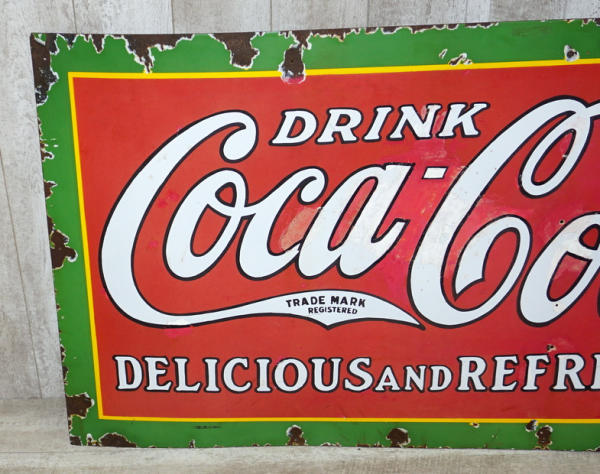 DRINK
Coca-Co
TRADE MARK
REGISTERED
DELICIOUS AND REFRE